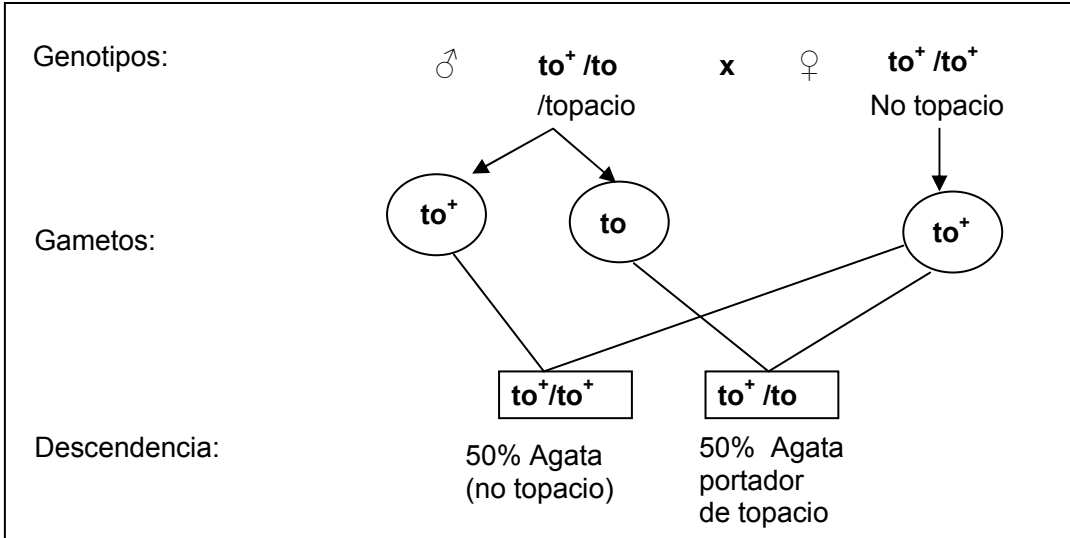 Genotipos: ♂ to⁺ /to x ♀ to⁺ /to⁺
/topacio No topacio
to⁺ to to⁺
Gametos:
to⁺/to⁺ to⁺ /to
Descendencia: 50% Agata 50% Agata
(no topacio) portador
de topacio